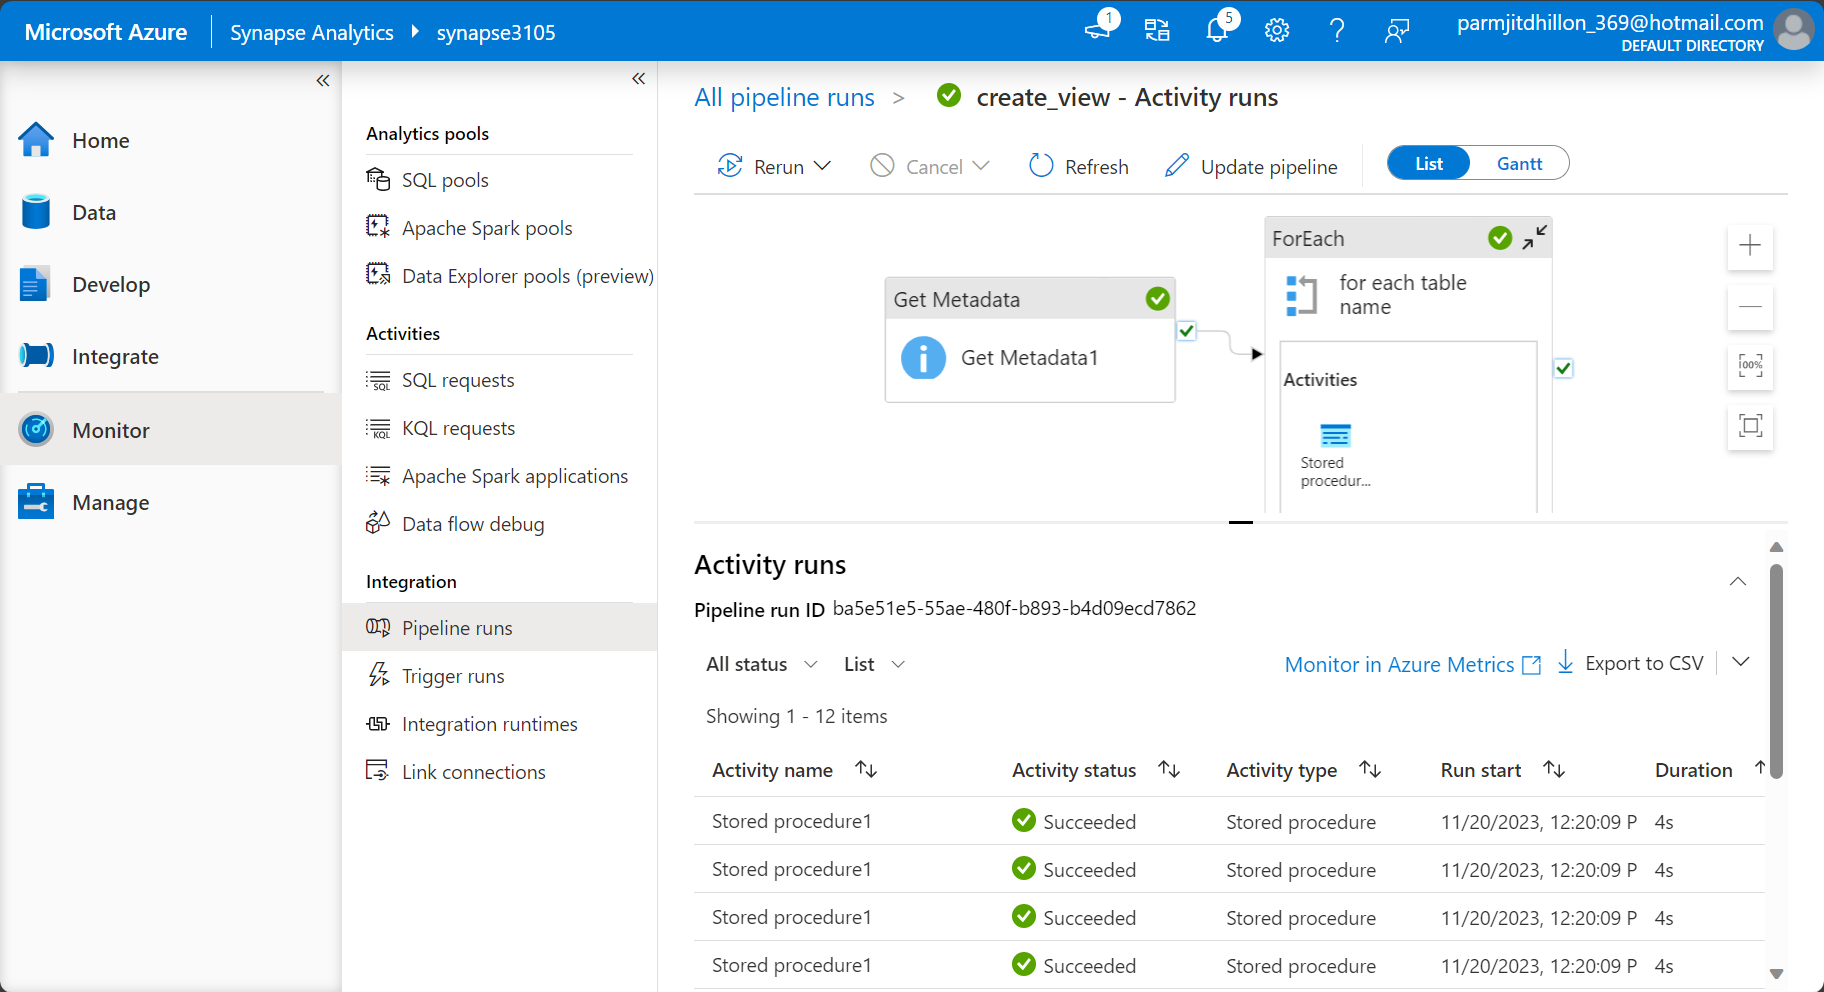 Microsoft Azure
Synapse Analytics
synapse3105
1
5
parmjitdhillon_369@hotmail.com
DEFAULT DIRECTORY
Home
Data
Develop
Integrate
Monitor
Manage
Analytics pools
SQL pools
Apache Spark pools
Data Explorer pools (preview)
Activities
SQL
SQL requests
KQL
KQL requests
Apache Spark applications
Data flow debug
Integration
Pipeline runs
Trigger runs
Integration runtimes
Link connections
All pipeline runs > create_view - Activity runs
Rerun
Cancel
Refresh
Update pipeline
List
Gantt
Get Metadata
Get Metadata1
ForEach
for each table
name
Activities
Stored
procedur...
100%
Activity runs
Pipeline run ID ba5e51e5-55ae-480f-b893-b4d09ecd7862
All status
List
Monitor in Azure Metrics
Export to CSV
Showing 1 - 12 items
Activity name Activity status Activity type Run start Duration
Stored procedure1 Succeeded Stored procedure 11/20/2023, 12:20:09 P 4s
Stored procedure1 Succeeded Stored procedure 11/20/2023, 12:20:09 P 4s
Stored procedure1 Succeeded Stored procedure 11/20/2023, 12:20:09 P 4s
Stored procedure1 Succeeded Stored procedure 11/20/2023, 12:20:09 P 4s